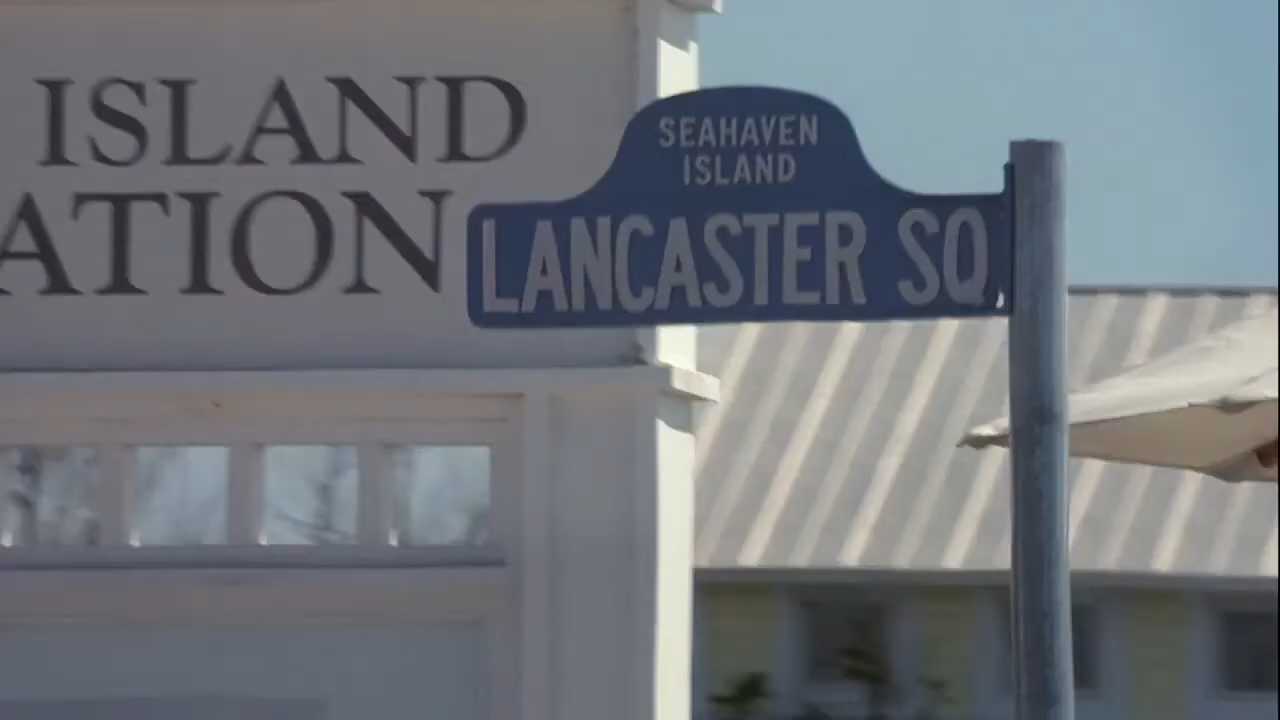 ISLAND
ATION
SEAHAVEN
ISLAND
LANCASTER SQ